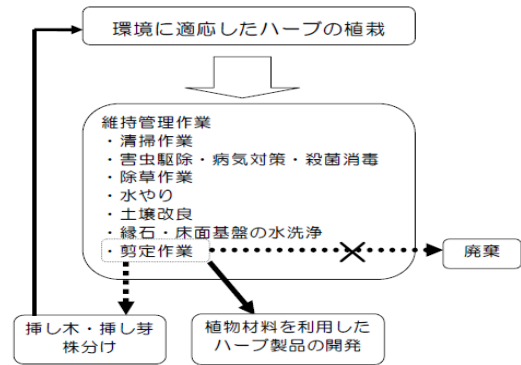 環境に適応したハーブの植栽
維持管理作業
・清掃作業
・害虫駆除・病気対策・殺菌消毒
・除草作業
・水やり
・土壌改良
・縁石・床面基盤の水洗浄
・剪定作業
廃棄
挿し木・挿し芽
株分け
植物材料を利用した
ハーブ製品の開発